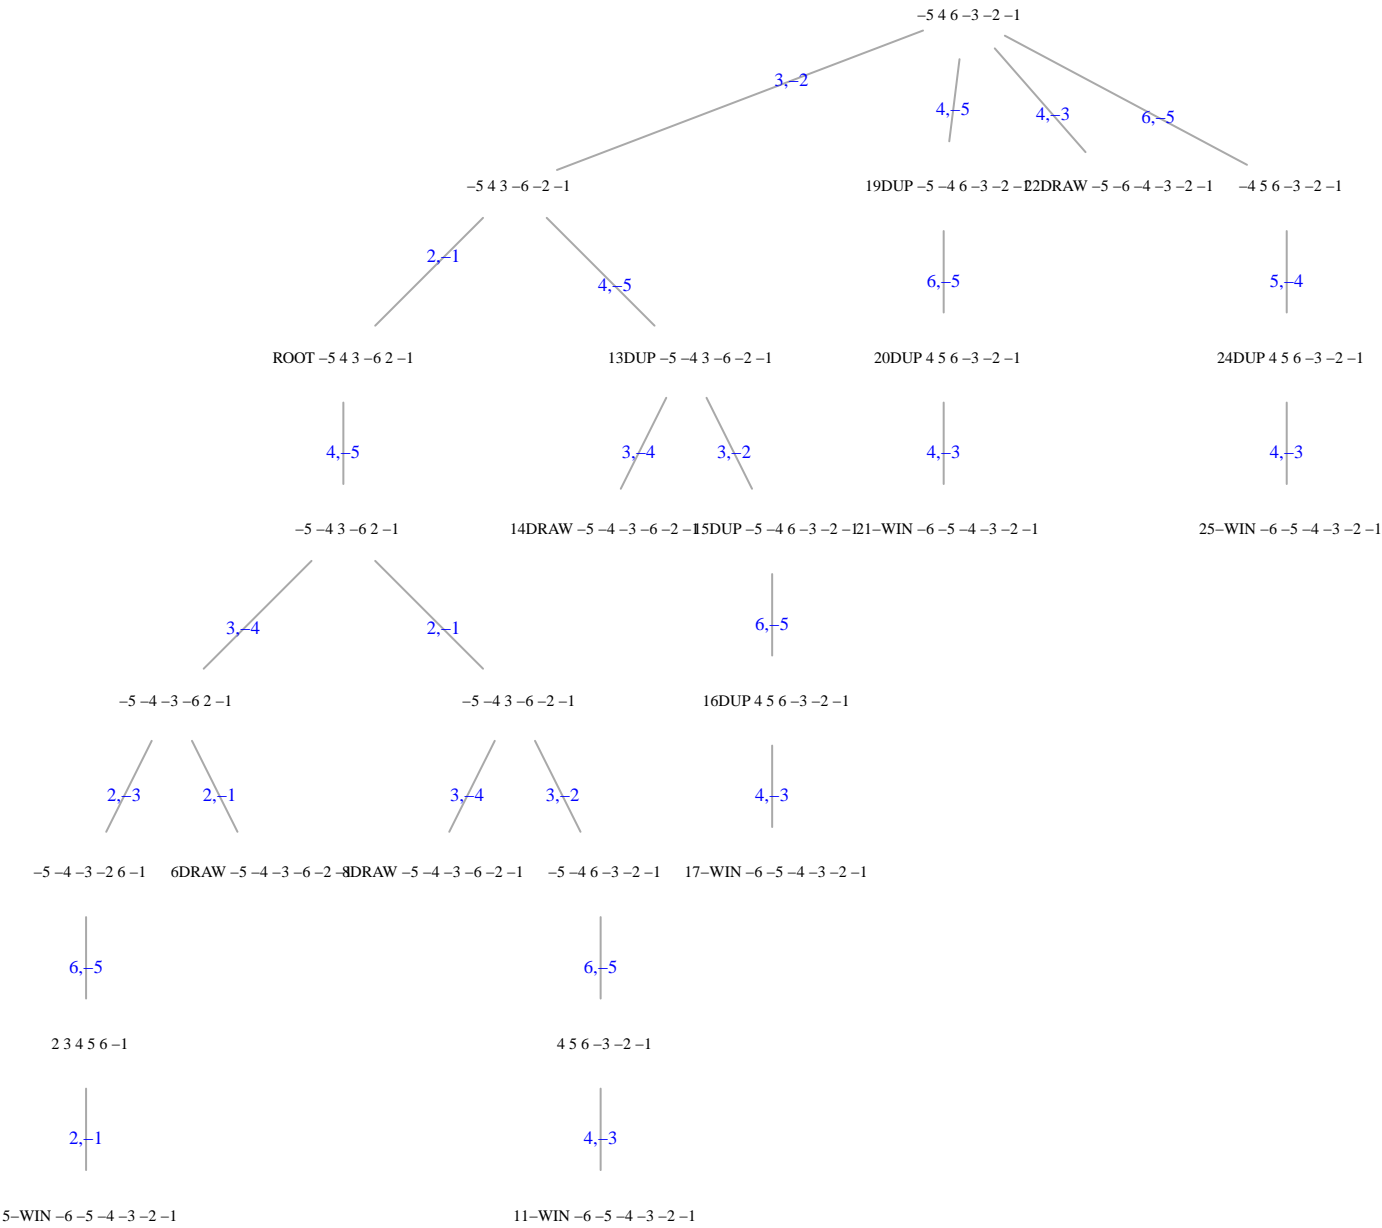 –5 4 6 –3 –2 –1
3,–2
4,–5
4,–3
6,–5
–5 4 3 –6 –2 –1
19DUP –5 –4 6 –3 –2 –1
22DRAW –5 –6 –4 –3 –2 –1
–4 5 6 –3 –2 –1
2,–1
4,–5
6,–5
5,–4
ROOT –5 4 3 –6 2 –1
13DUP –5 –4 3 –6 –2 –1
20DUP 4 5 6 –3 –2 –1
24DUP 4 5 6 –3 –2 –1
4,–5
3,–4
3,–2
4,–3
4,–3
–5 –4 3 –6 2 –1
14DRAW –5 –4 –3 –6 –2 –1
15DUP –5 –4 6 –3 –2 –1
21–WIN –6 –5 –4 –3 –2 –1
25–WIN –6 –5 –4 –3 –2 –1
3,–4
2,–1
6,–5
–5 –4 –3 –6 2 –1
–5 –4 3 –6 –2 –1
16DUP 4 5 6 –3 –2 –1
2,–3
2,–1
3,–4
3,–2
4,–3
–5 –4 –3 –2 6 –1
6DRAW –5 –4 –3 –6 –2 –1
8DRAW –5 –4 –3 –6 –2 –1
–5 –4 6 –3 –2 –1
17–WIN –6 –5 –4 –3 –2 –1
6,–5
6,–5
2 3 4 5 6 –1
4 5 6 –3 –2 –1
2,–1
4,–3
5–WIN –6 –5 –4 –3 –2 –1
11–WIN –6 –5 –4 –3 –2 –1